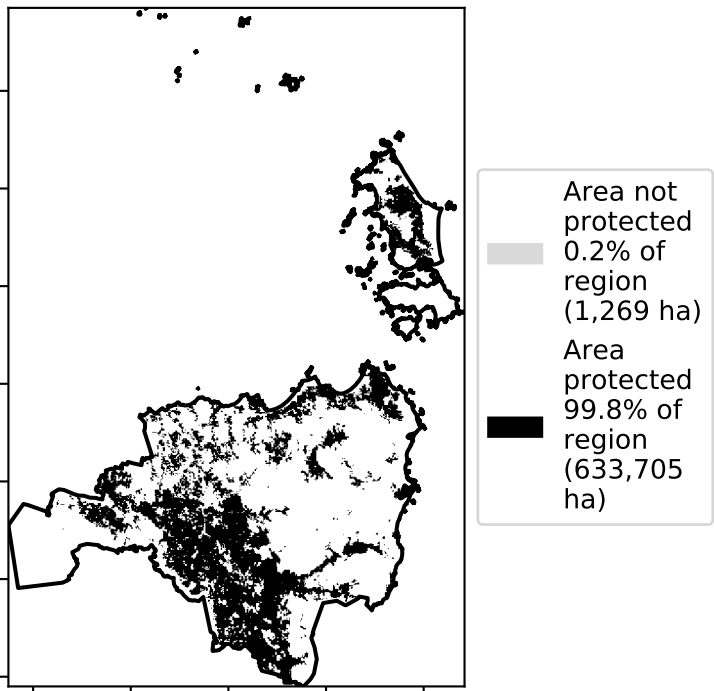 Area not
protected
0.2% of
region
(1,269 ha)
Area
protected
99.8% of
region
(633,705
ha)